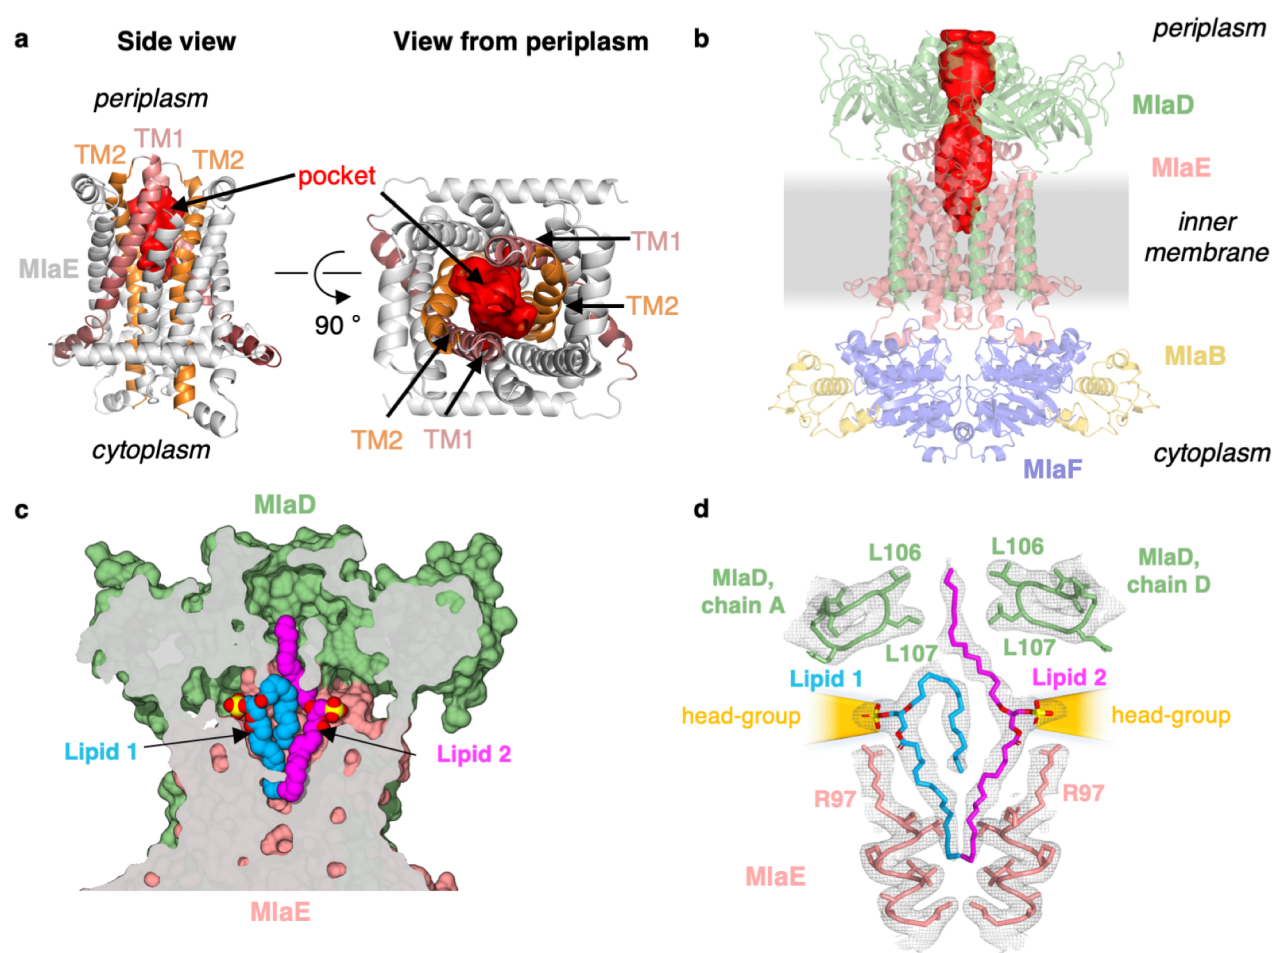 a
Side view
View from periplasm
periplasm
TM1
TM2
TM2
pocket
MlaE
90 °
TM1
TM2
TM2
TM1
cytoplasm
b
periplasm
MlaD
MlaE
inner
membrane
MlaB
MlaF
cytoplasm
c
MlaD
Lipid 1
Lipid 2
MlaE
d
L106
L106
MlaD,
chain A
MlaD,
chain D
L107
L107
Lipid 1
Lipid 2
head-group
head-group
R97
R97
MlaE